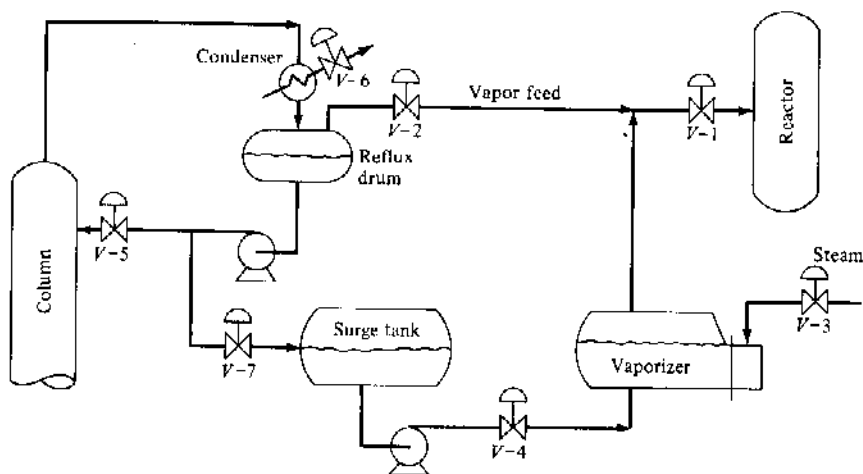 Condenser
V-6
V-2
Vapor feed
V-1
Reactor
Reflux
drum
Column
V-5
Steam
V-3
Surge tank
Vaporizer
V-7
V-4